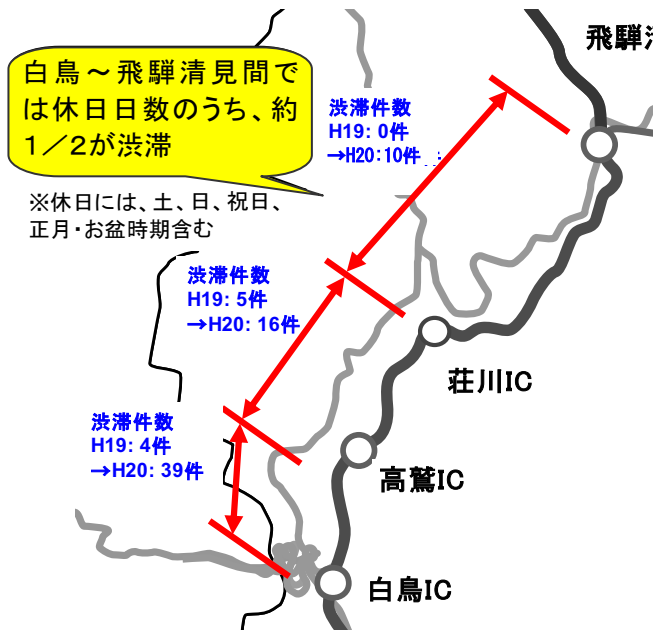 飛騨清
白鳥～飛騨清見間で
は休日日数のうち、約
1／2が渋滞
※休日には、土、日、祝日、
正月・お盆時期含む
渋滞件数
H19: 0件
→H20:10件
渋滞件数
H19: 5件
→H20: 16件
渋滞件数
H19: 4件
→H20: 39件
荘川IC
高鷲IC
白鳥IC